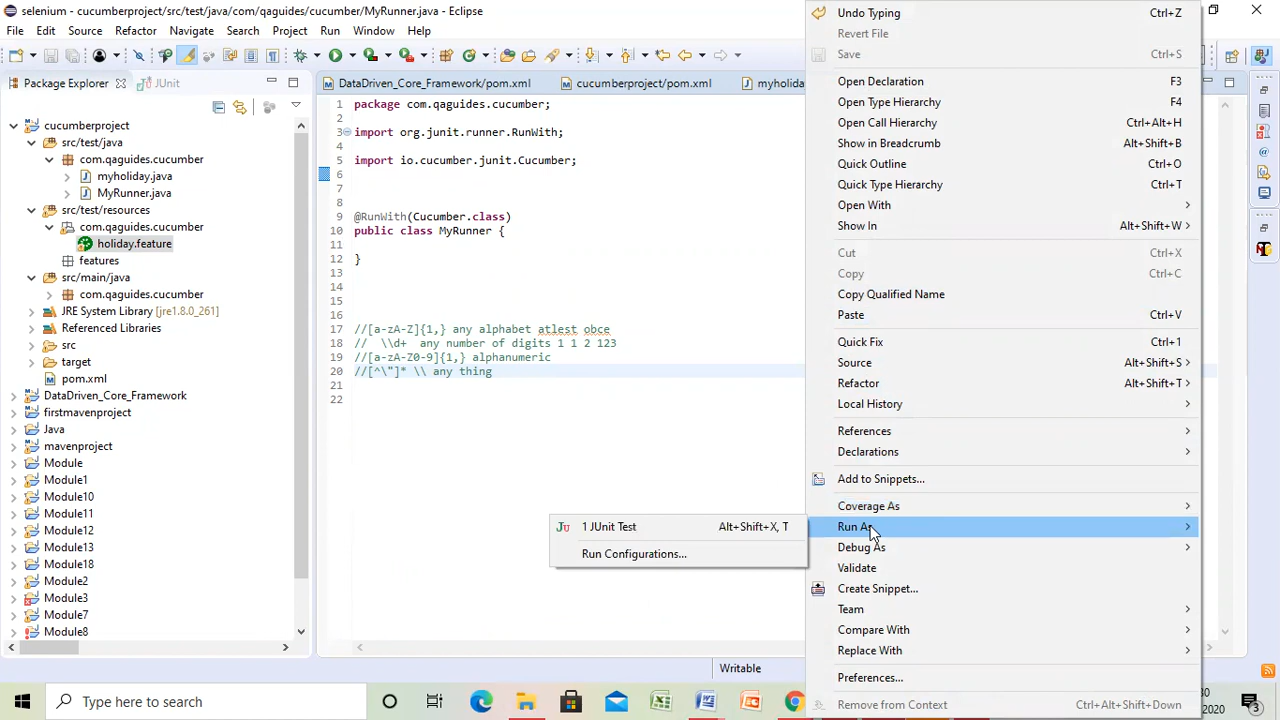 selenium - cucumberproject/src/test/java/com/qaguides/cucumber/MyRunner.java - Eclipse
File Edit Source Refactor Navigate Search Project Run Window Help
Package Explorer
JUnit
cucumberproject
src/test/java
com.qaguides.cucumber
myholiday.java
MyRunner.java
src/test/resources
com.qaguides.cucumber
holiday.feature
features
src/main/java
com.qaguides.cucumber
JRE System Library [jre1.8.0_261]
Referenced Libraries
src
target
pom.xml
DataDriven_Core_Framework
firstmavenproject
Java
mavenproject
Module
Module1
Module10
Module11
Module12
Module13
Module18
Module2
Module3
Module7
Module8
DataDriven_Core_Framework/pom.xml
cucumberproject/pom.xml
myholida
1 package com.qaguides.cucumber;
2
3 import org.junit.runner.RunWith;
4
5 import io.cucumber.junit.Cucumber;
6
7
8
9 @RunWith(Cucumber.class)
10 public class MyRunner {
11
12 }
13
14
15
16
17 //[a-zA-Z]{1,} any alphabet atlest obce
18 // \\d+ any number of digits 1 1 2 123
19 //[a-zA-Z0-9]{1,} alphanumeric
20 //[^\"]* \\ any thing
21
22
Undo Typing Ctrl+Z
Revert File
Save Ctrl+S
Open Declaration F3
Open Type Hierarchy F4
Open Call Hierarchy Ctrl+Alt+H
Show in Breadcrumb Alt+Shift+B
Quick Outline Ctrl+O
Quick Type Hierarchy Ctrl+T
Open With
Show In Alt+Shift+W
Cut Ctrl+X
Copy Ctrl+C
Copy Qualified Name
Paste Ctrl+V
Quick Fix Ctrl+1
Source Alt+Shift+S
Refactor Alt+Shift+T
Local History
References
Declarations
Add to Snippets...
Coverage As
Run As
Debug As
Validate
Create Snippet...
Team
Compare With
Replace With
Preferences...
Remove from Context Ctrl+Alt+Shift+Down
JU 1 JUnit Test Alt+Shift+X, T
Run Configurations...
Writable
Type here to search
30
2020
3